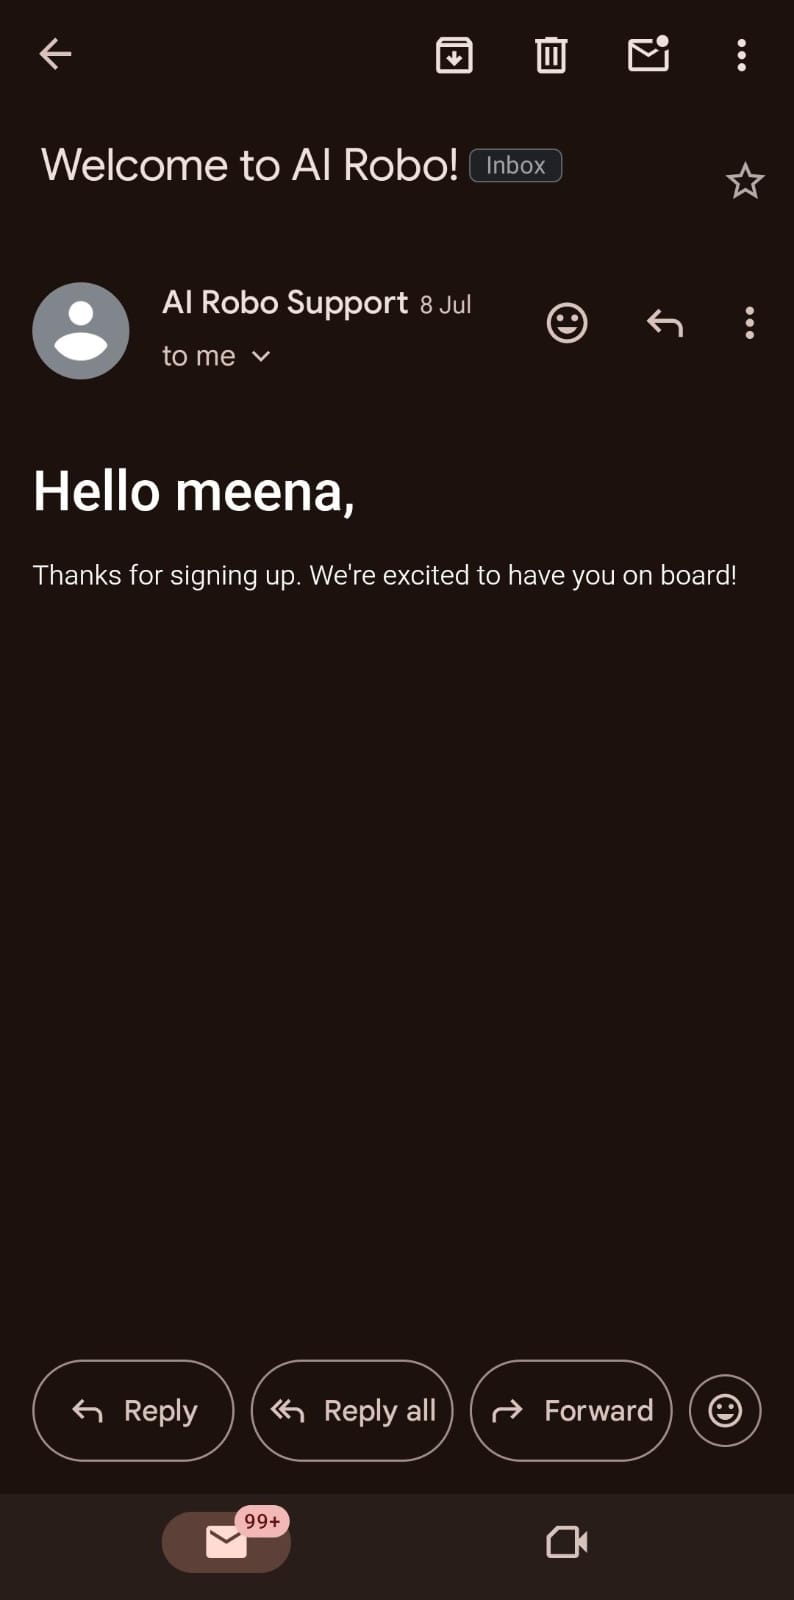 Welcome to AI Robo! Inbox
AI Robo Support 8 Jul
to me
Hello meena,
Thanks for signing up. We're excited to have you on board!
Reply Reply all Forward
99+